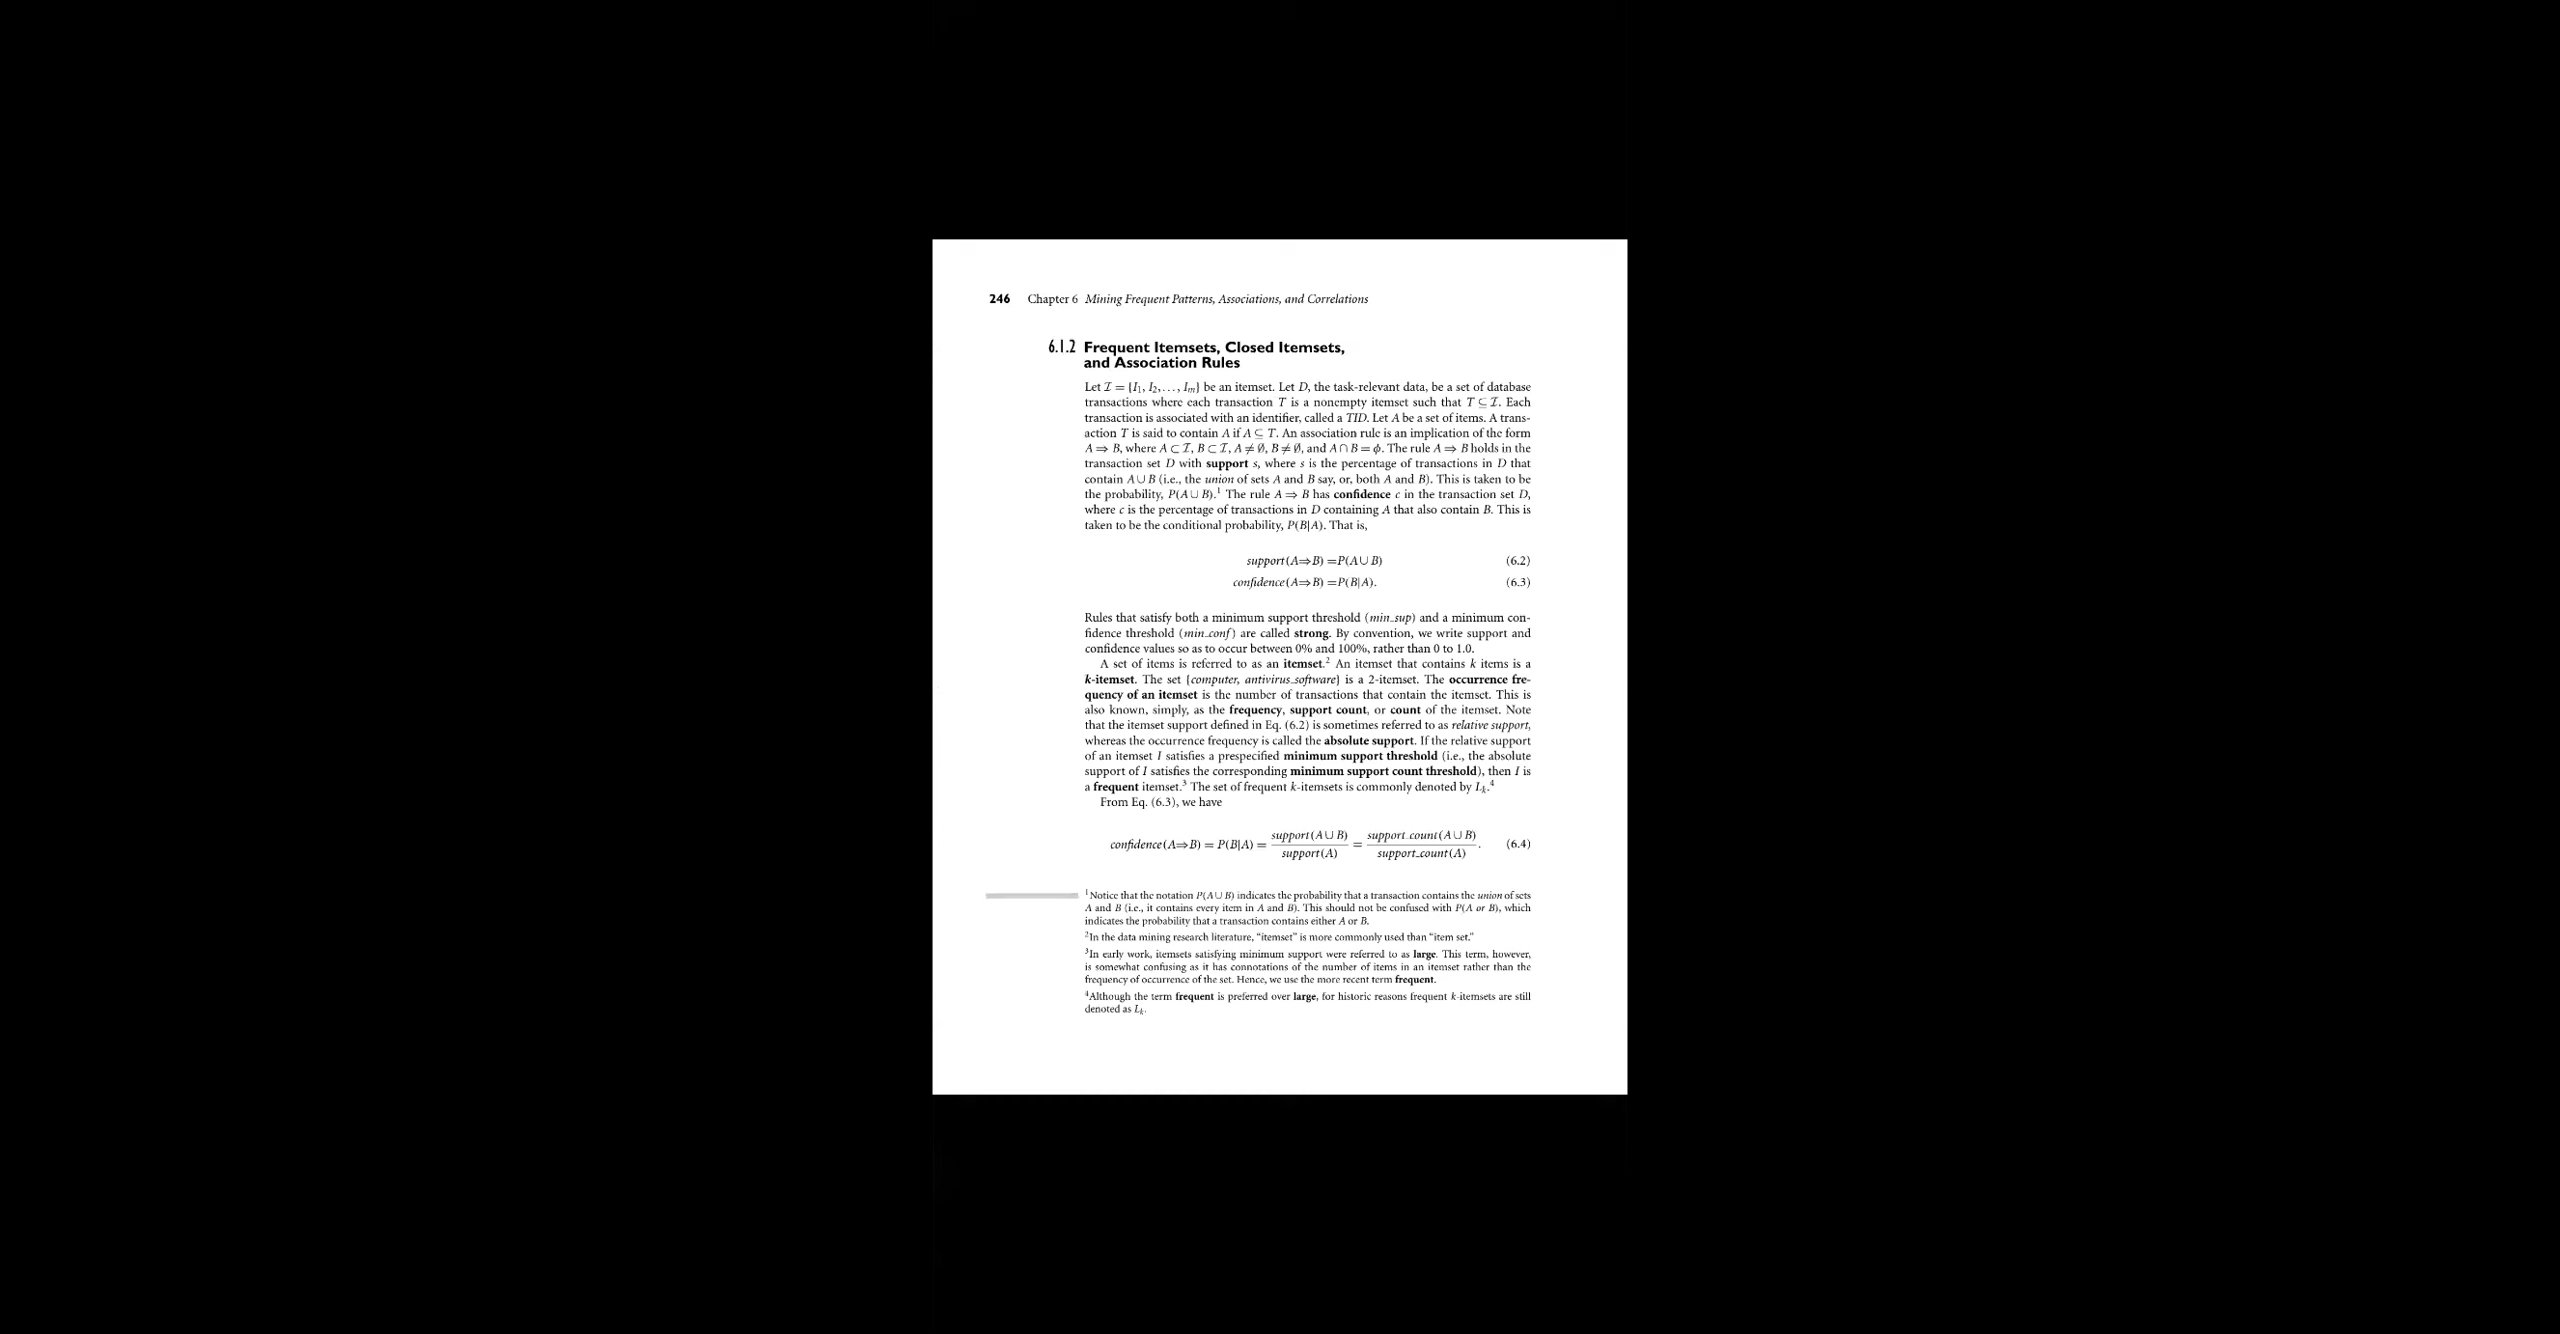 246 Chapter 6 Mining Frequent Patterns, Associations, and Correlations
6.1.2 Frequent Itemsets, Closed Itemsets,
and Association Rules
Let ℐ = {I₁, I₂,..., Iₘ} be an itemset. Let D, the task-relevant data, be a set of database
transactions where each transaction T is a nonempty itemset such that T ⊆ ℐ. Each
transaction is associated with an identifier, called a TID. Let A be a set of items. A trans-
action T is said to contain A if A ⊆ T. An association rule is an implication of the form
A ⇒ B, where A ⊂ ℐ, B ⊂ ℐ, A ≠ ∅, B ≠ ∅, and A ∩ B = ϕ. The rule A ⇒ B holds in the
transaction set D with support s, where s is the percentage of transactions in D that
contain A ∪ B (i.e., the union of sets A and B say, or, both A and B). This is taken to be
the probability, P(A ∪ B).¹ The rule A ⇒ B has confidence c in the transaction set D,
where c is the percentage of transactions in D containing A that also contain B. This is
taken to be the conditional probability, P(B|A). That is,
support(A⇒B) =P(A ∪ B) (6.2)
confidence(A⇒B) =P(B|A). (6.3)
Rules that satisfy both a minimum support threshold (min_sup) and a minimum con-
fidence threshold (min_conf) are called strong. By convention, we write support and
confidence values so as to occur between 0% and 100%, rather than 0 to 1.0.
A set of items is referred to as an itemset.² An itemset that contains k items is a
k-itemset. The set {computer, antivirus_software} is a 2-itemset. The occurrence fre-
quency of an itemset is the number of transactions that contain the itemset. This is
also known, simply, as the frequency, support count, or count of the itemset. Note
that the itemset support defined in Eq. (6.2) is sometimes referred to as relative support,
whereas the occurrence frequency is called the absolute support. If the relative support
of an itemset I satisfies a prespecified minimum support threshold (i.e., the absolute
support of I satisfies the corresponding minimum support count threshold), then I is
a frequent itemset.³ The set of frequent k-itemsets is commonly denoted by Lₖ.⁴
From Eq. (6.3), we have
confidence(A⇒B) = P(B|A) = support(A ∪ B) / support(A) = support_count(A ∪ B) / support_count(A). (6.4)
¹Notice that the notation P(A ∪ B) indicates the probability that a transaction contains the union of sets
A and B (i.e., it contains every item in A and B). This should not be confused with P(A or B), which
indicates the probability that a transaction contains either A or B.
²In the data mining research literature, “itemset” is more commonly used than “item set.”
³In early work, itemsets satisfying minimum support were referred to as large. This term, however,
is somewhat confusing as it has connotations of the number of items in an itemset rather than the
frequency of occurrence of the set. Hence, we use the more recent term frequent.
⁴Although the term frequent is preferred over large, for historic reasons frequent k-itemsets are still
denoted as Lₖ.